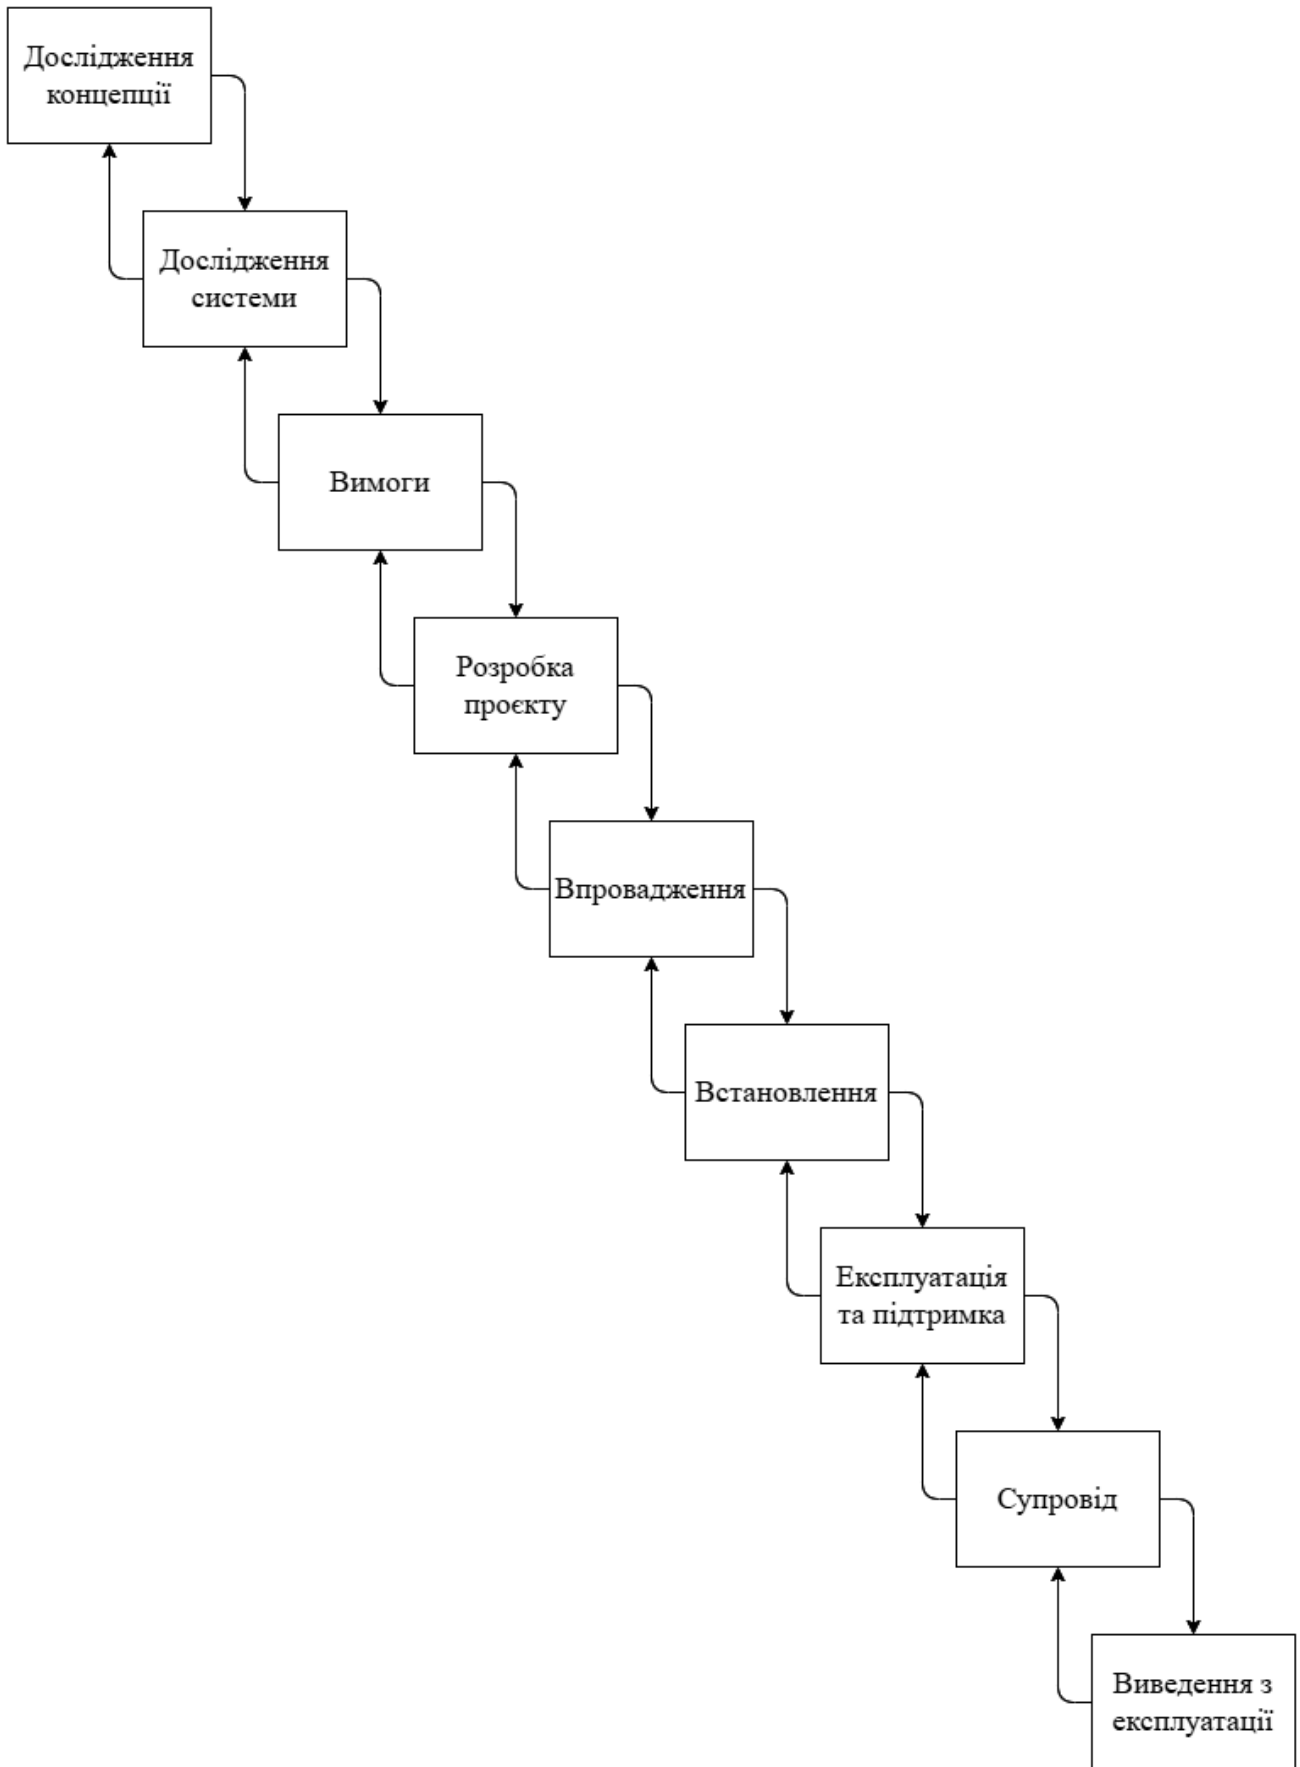 Дослідження
концепції
Дослідження
системи
Вимоги
Розробка
проєкту
Впровадження
Встановлення
Експлуатація
та підтримка
Супровід
Виведення з
експлуатації